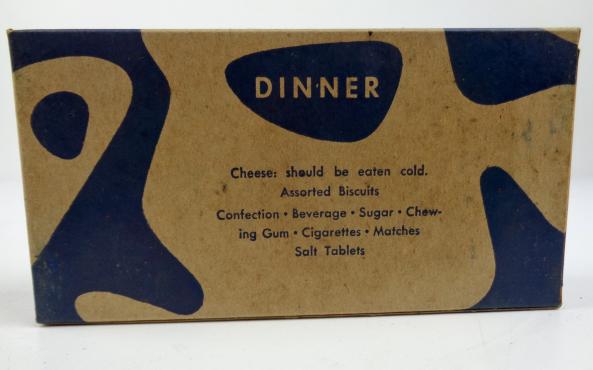 DINNER
Cheese: should be eaten cold.
Assorted Biscuits
Confection • Beverage • Sugar • Chew-
ing Gum • Cigarettes • Matches
Salt Tablets